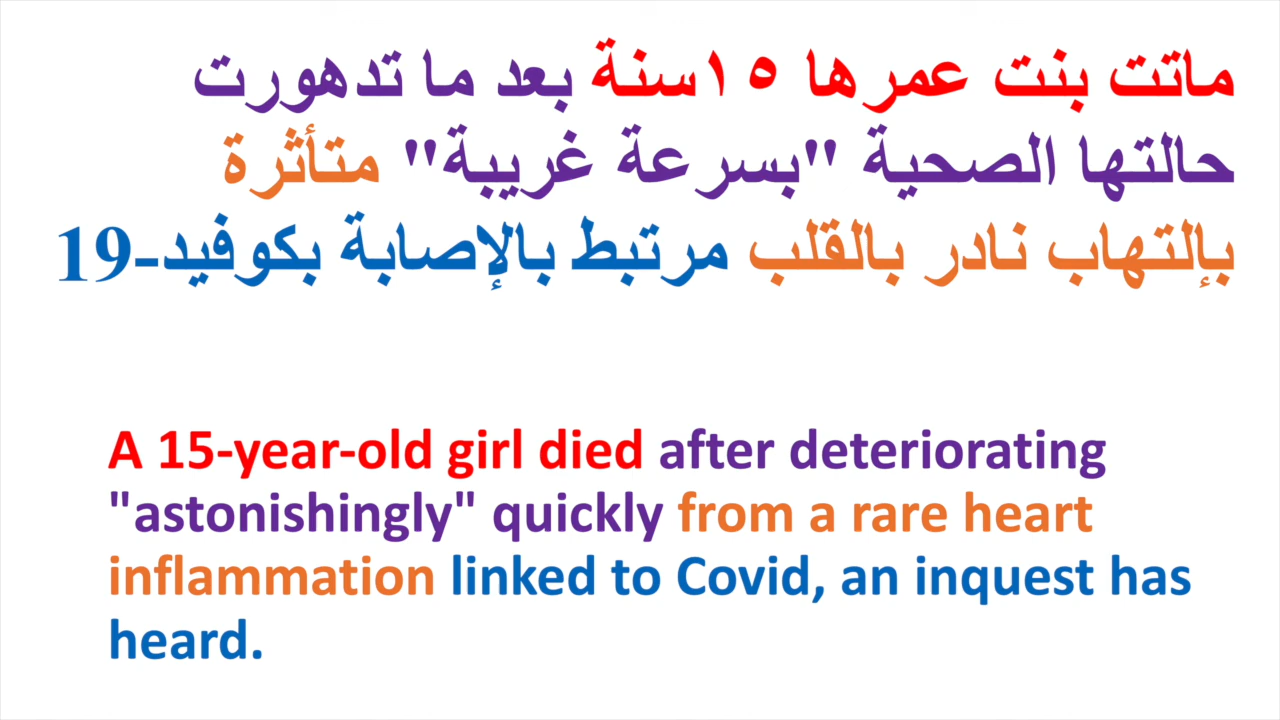 ماتت بنت عمرها ١٥سنة بعد ما تدهورت
حالتها الصحية "بسرعة غريبة" متأثرة
بإلتهاب نادر بالقلب مرتبط بالإصابة بكوفيد-19
A 15-year-old girl died after deteriorating
"astonishingly" quickly from a rare heart
inflammation linked to Covid, an inquest has
heard.